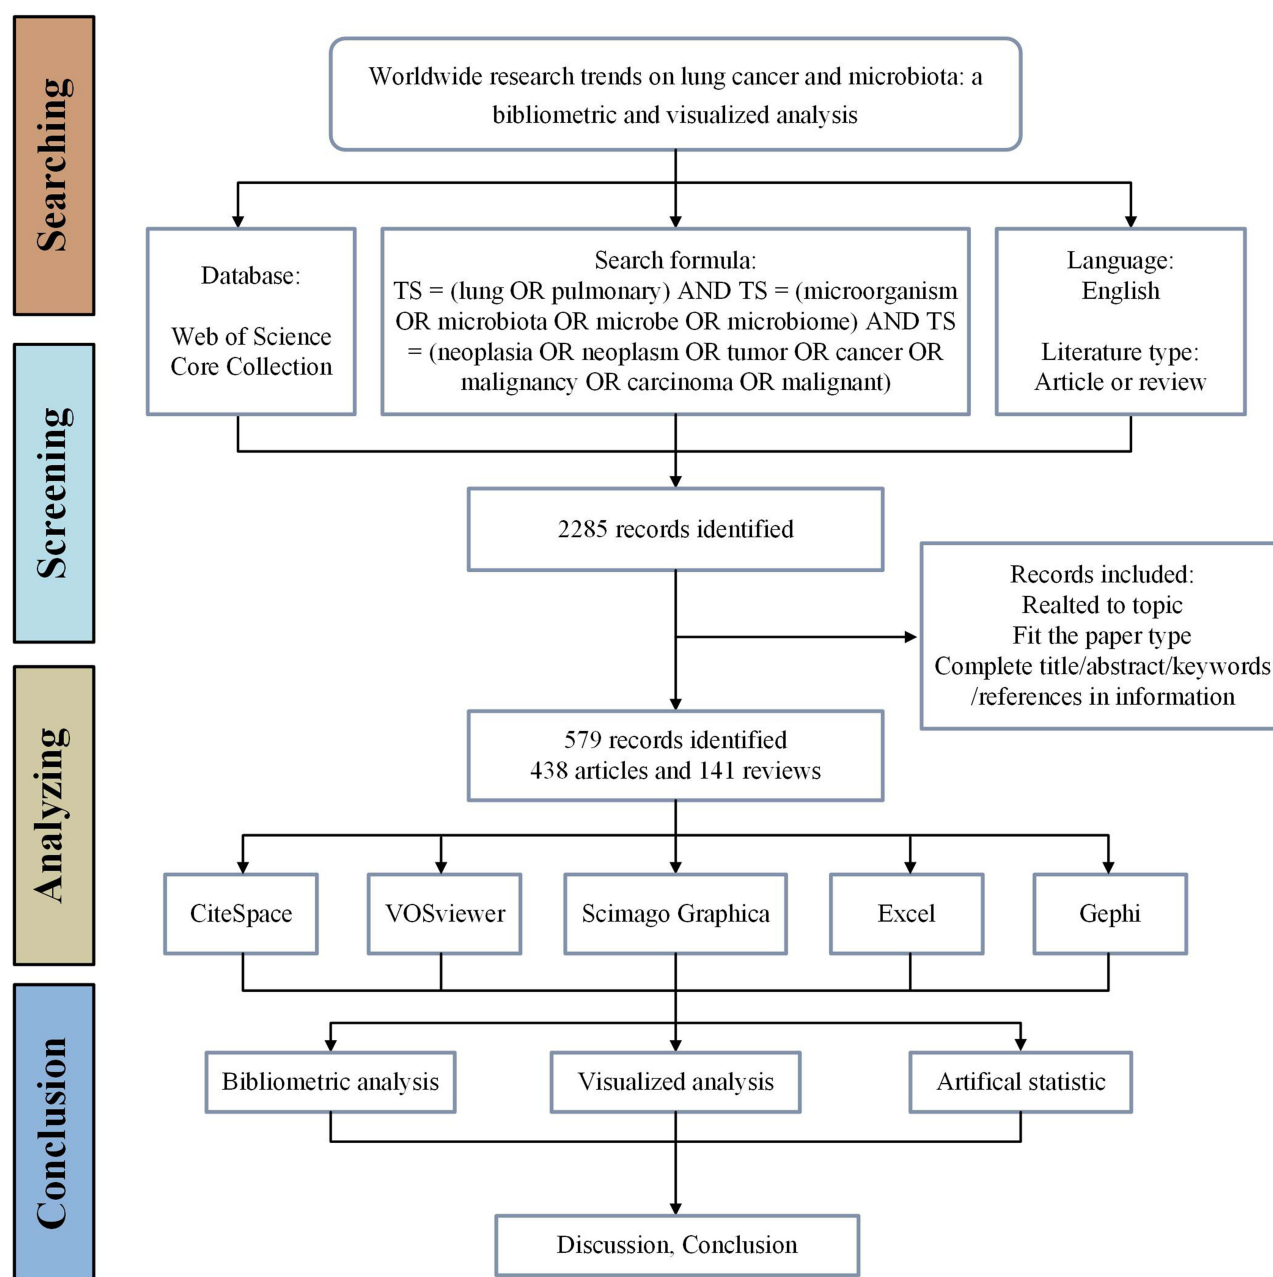 Searching
Screening
Analyzing
Conclusion
Worldwide research trends on lung cancer and microbiota: a
bibliometric and visualized analysis
Database:
Web of Science
Core Collection
Search formula:
TS = (lung OR pulmonary) AND TS = (microorganism
OR microbiota OR microbe OR microbiome) AND TS
= (neoplasia OR neoplasm OR tumor OR cancer OR
malignancy OR carcinoma OR malignant)
Language:
English
Literature type:
Article or review
2285 records identified
Records included:
Realted to topic
Fit the paper type
Complete title/abstract/keywords
/references in information
579 records identified
438 articles and 141 reviews
CiteSpace
VOSviewer
Scimago Graphica
Excel
Gephi
Bibliometric analysis
Visualized analysis
Artifical statistic
Discussion, Conclusion